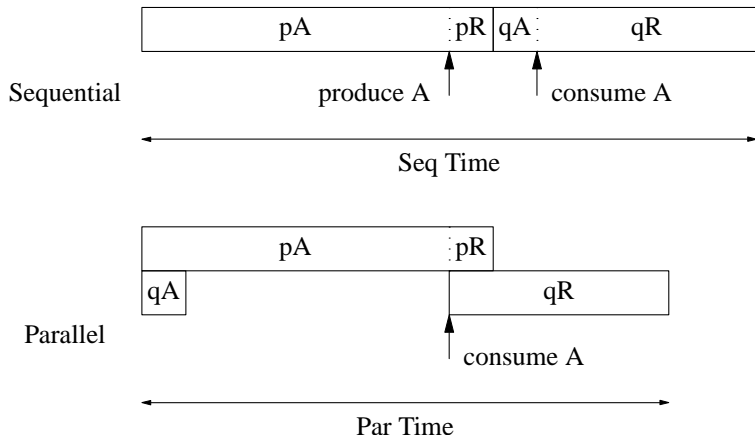 pA pR qA qR
Sequential produce A consume A
Seq Time
pA pR
qA qR
Parallel consume A
Par Time